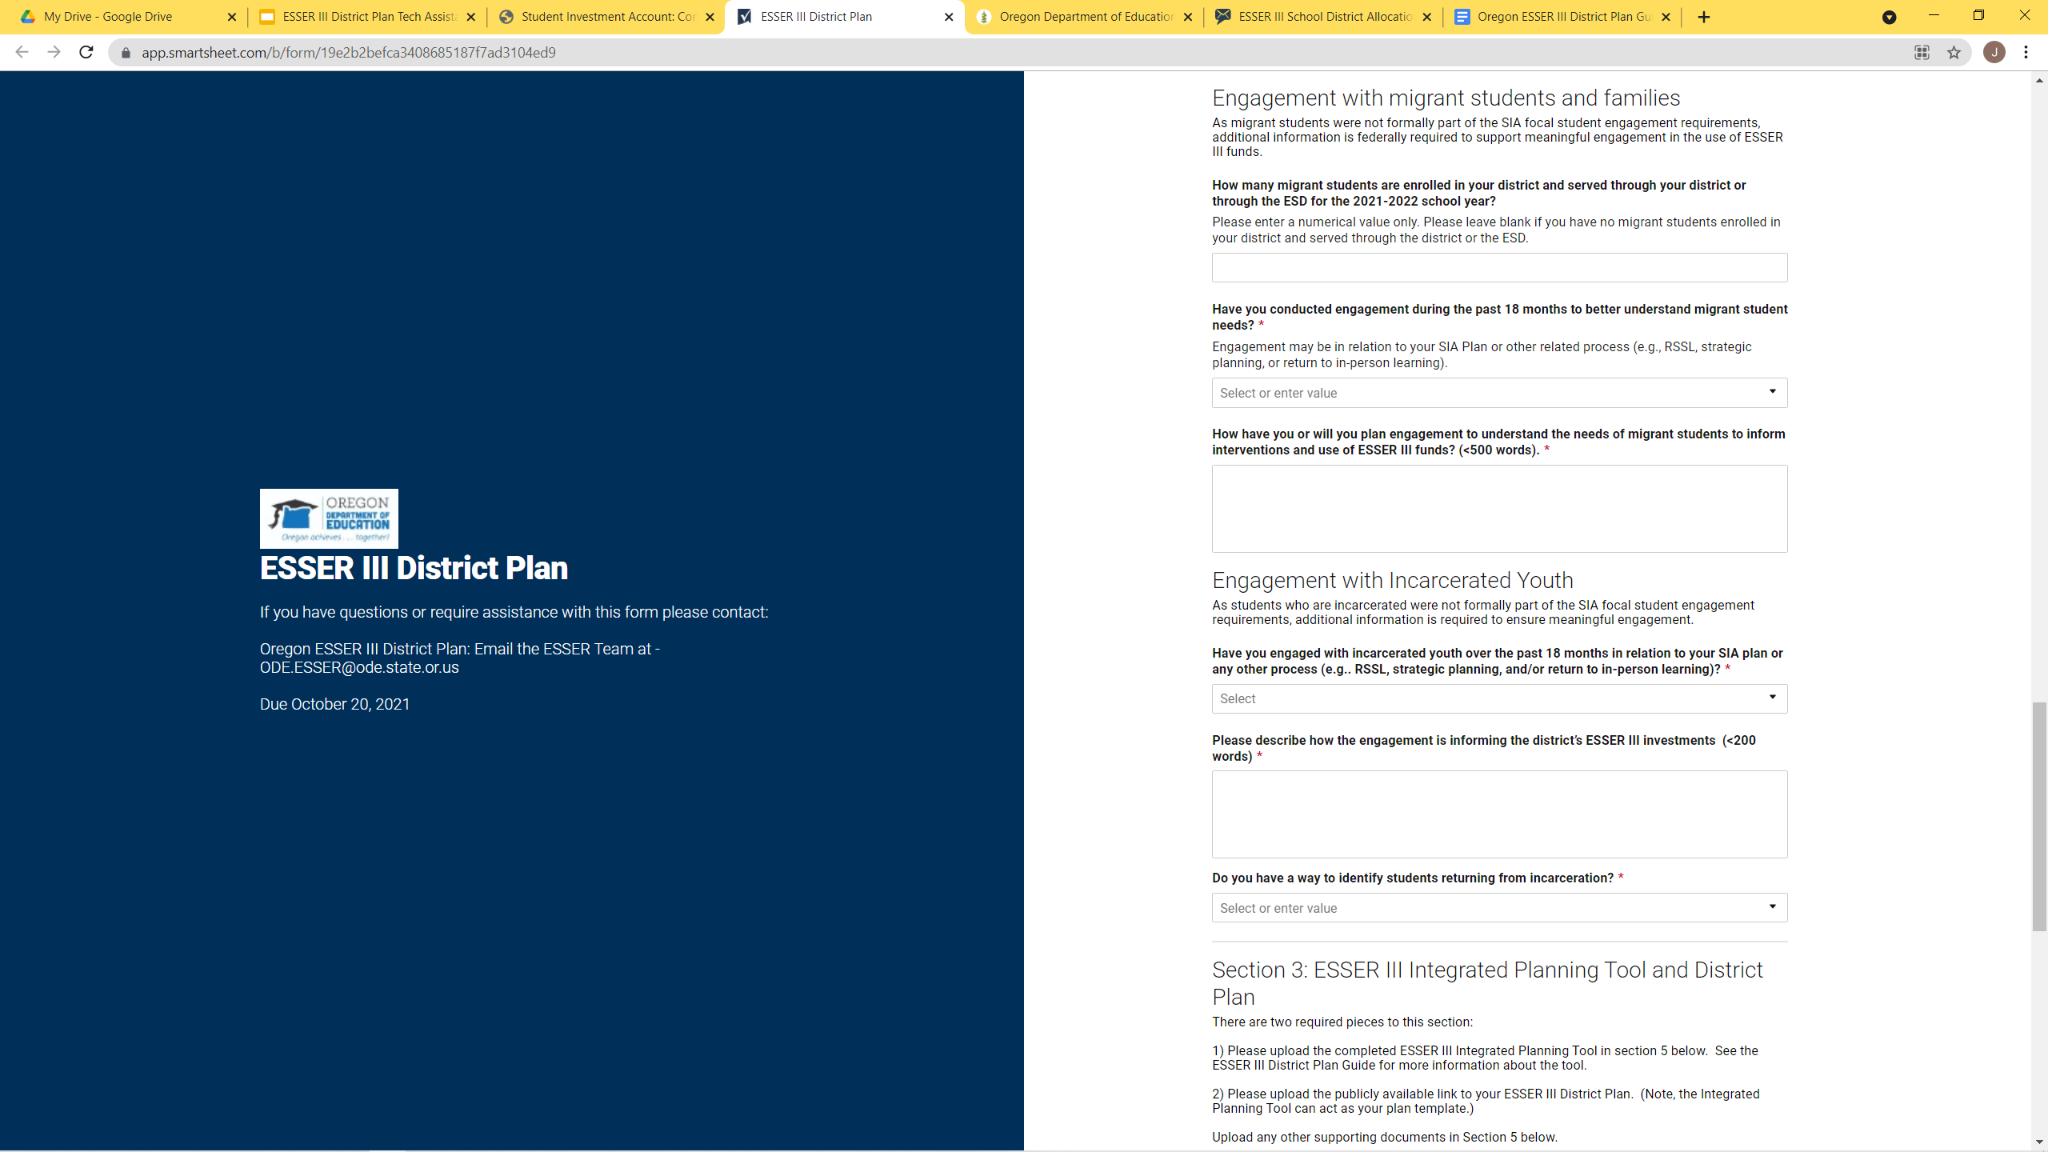 My Drive - Google Drive
ESSER III District Plan Tech Assist
Student Investment Account: Co
ESSER III District Plan
Oregon Department of Education
ESSER III School District Allocatio
Oregon ESSER III District Plan Gu
app.smartsheet.com/b/form/19e2b2befca3408685187f7ad3104ed9
J
OREGON
DEPARTMENT OF
EDUCATION
Oregon achieves . . . together!
ESSER III District Plan
If you have questions or require assistance with this form please contact:
Oregon ESSER III District Plan: Email the ESSER Team at -
ODE.ESSER@ode.state.or.us
Due October 20, 2021
Engagement with migrant students and families
As migrant students were not formally part of the SIA focal student engagement requirements,
additional information is federally required to support meaningful engagement in the use of ESSER
III funds.
How many migrant students are enrolled in your district and served through your district or
through the ESD for the 2021-2022 school year?
Please enter a numerical value only. Please leave blank if you have no migrant students enrolled in
your district and served through the district or the ESD.
Have you conducted engagement during the past 18 months to better understand migrant student
needs? *
Engagement may be in relation to your SIA Plan or other related process (e.g., RSSL, strategic
planning, or return to in-person learning).
Select or enter value
How have you or will you plan engagement to understand the needs of migrant students to inform
interventions and use of ESSER III funds? (<500 words). *
Engagement with Incarcerated Youth
As students who are incarcerated were not formally part of the SIA focal student engagement
requirements, additional information is required to ensure meaningful engagement.
Have you engaged with incarcerated youth over the past 18 months in relation to your SIA plan or
any other process (e.g.. RSSL, strategic planning, and/or return to in-person learning)? *
Select
Please describe how the engagement is informing the district's ESSER III investments (<200
words) *
Do you have a way to identify students returning from incarceration? *
Select or enter value
Section 3: ESSER III Integrated Planning Tool and District
Plan
There are two required pieces to this section:
1) Please upload the completed ESSER III Integrated Planning Tool in section 5 below. See the
ESSER III District Plan Guide for more information about the tool.
2) Please upload the publicly available link to your ESSER III District Plan. (Note, the Integrated
Planning Tool can act as your plan template.)
Upload any other supporting documents in Section 5 below.